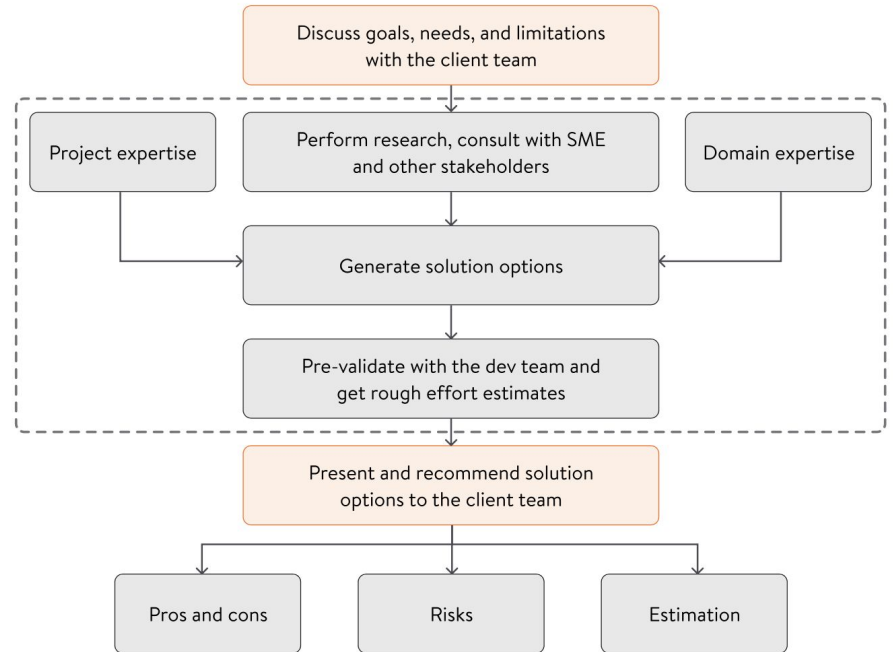 Discuss goals, needs, and limitations
with the client team
Project expertise
Perform research, consult with SME
and other stakeholders
Domain expertise
Generate solution options
Pre-validate with the dev team and
get rough effort estimates
Present and recommend solution
options to the client team
Pros and cons
Risks
Estimation